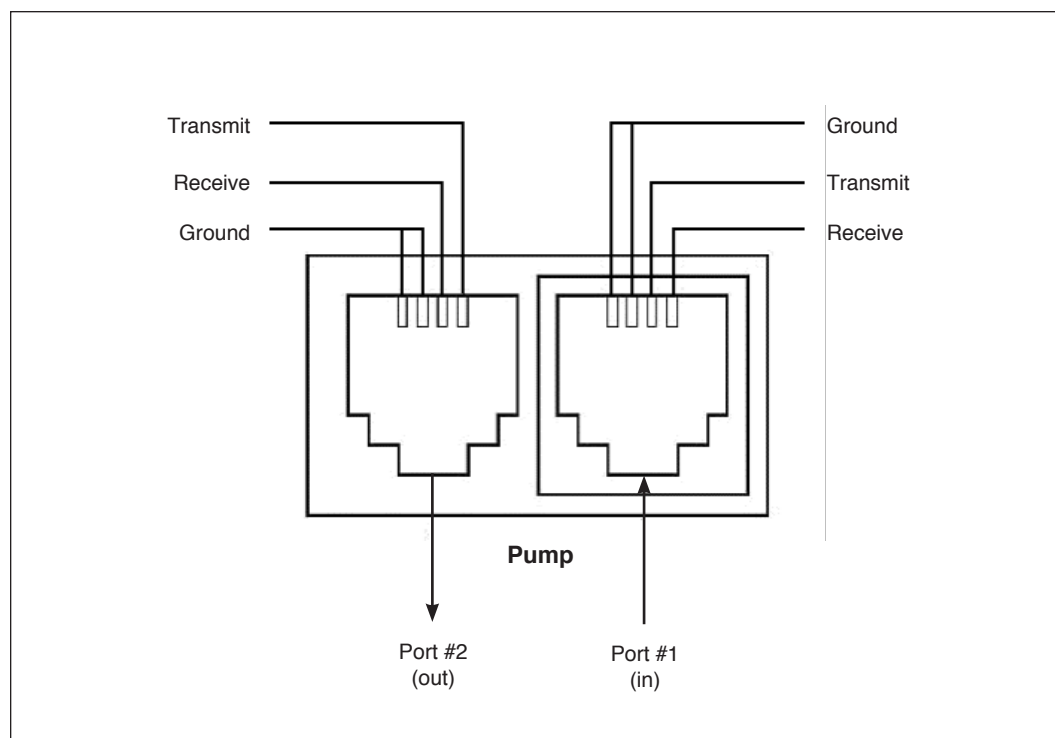 Transmit
Receive
Ground
Ground
Transmit
Receive
Pump
Port #2
(out)
Port #1
(in)